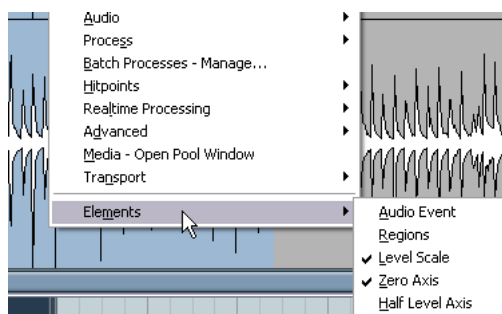 Audio
Process
Batch Processes - Manage...
Hitpoints
Realtime Processing
Advanced
Media - Open Pool Window
Transport
Elements
Audio Event
Regions
Level Scale
Zero Axis
Half Level Axis